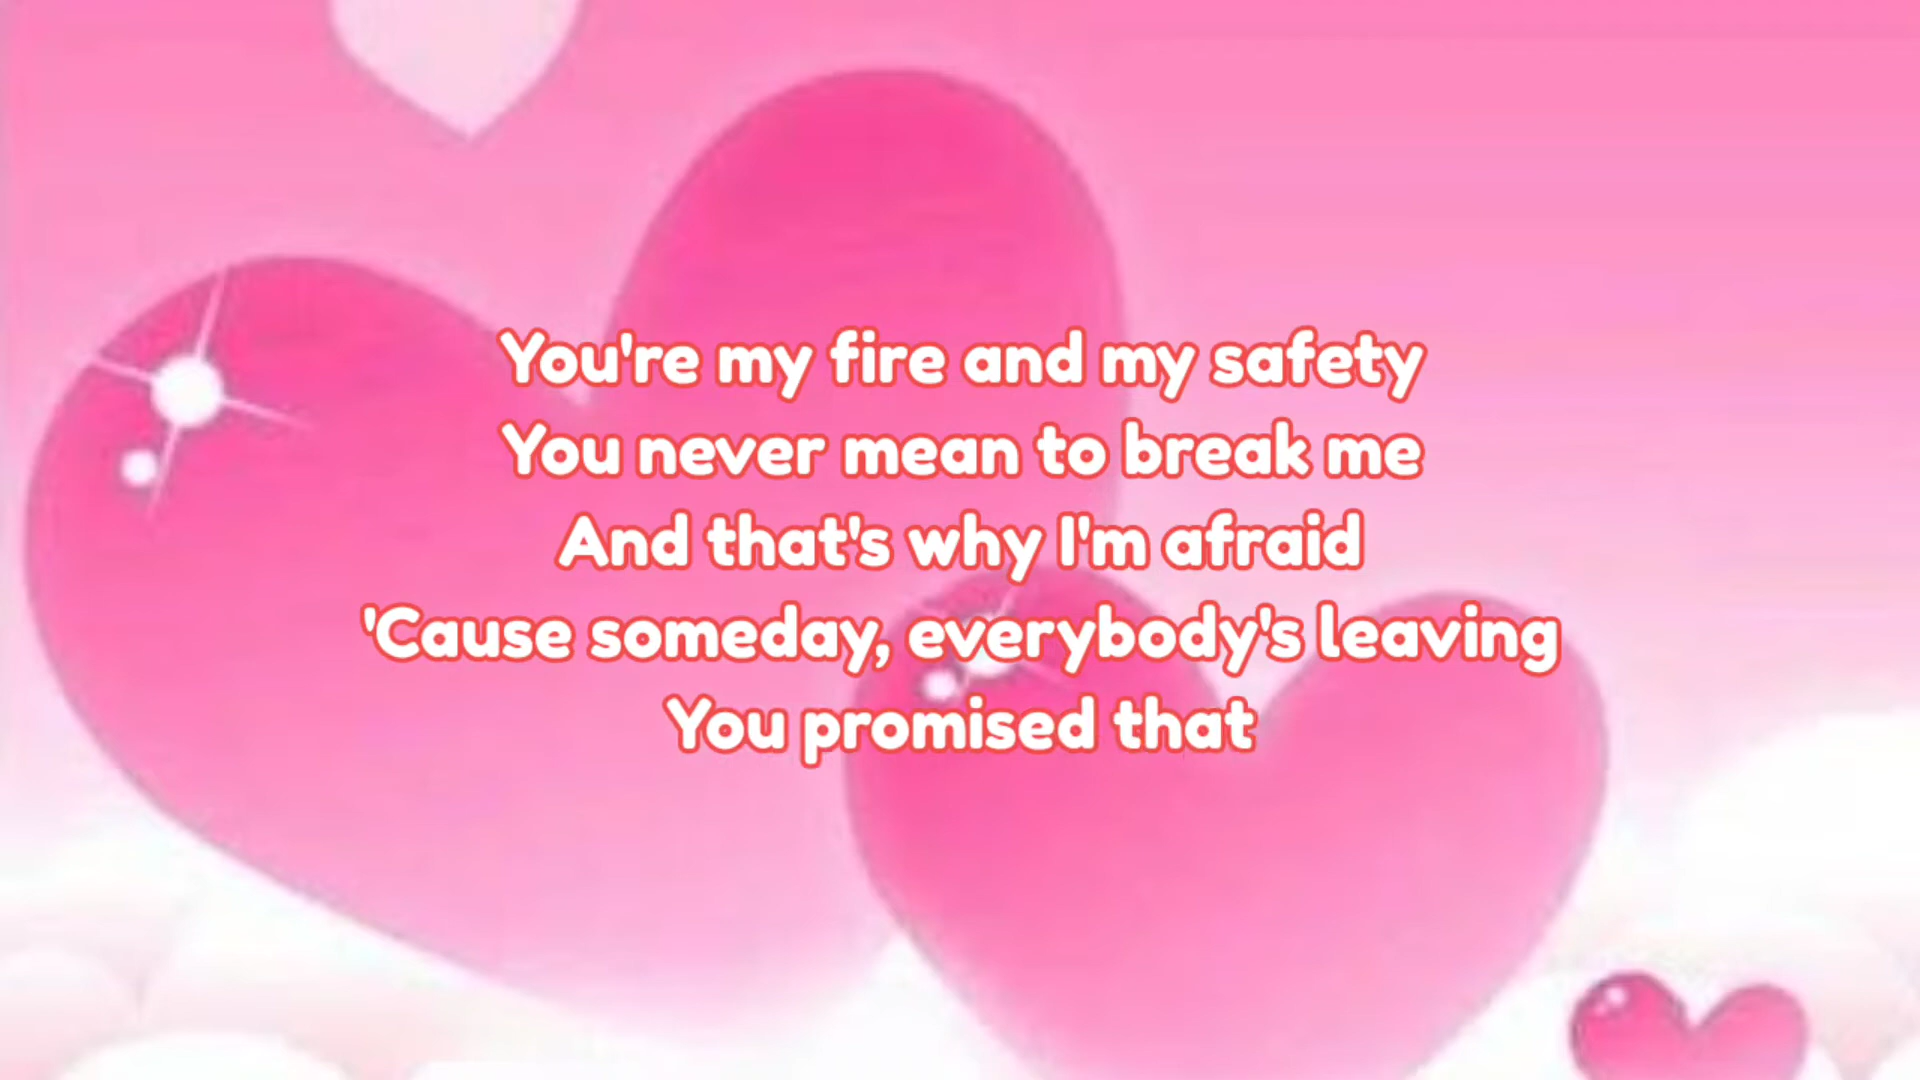 You're my fire and my safety
You never mean to break me
And that's why I'm afraid
'Cause someday, everybody's leaving
You promised that